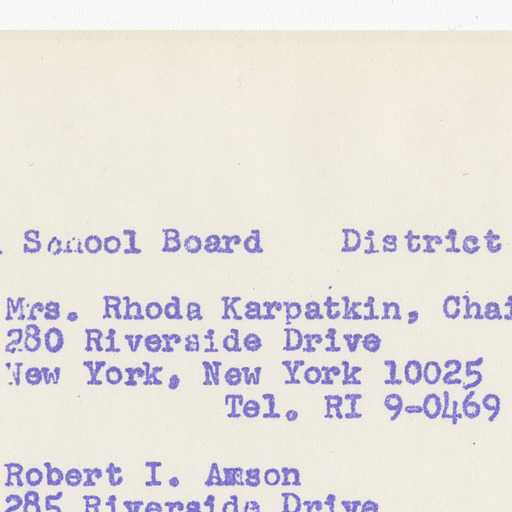 School Board District
Mrs. Rhoda Karpatkin, Chai
280 Riverside Drive
New York, New York 10025
Tel. RI 9-0469
Robert I. Amson
285 Riverside Drive